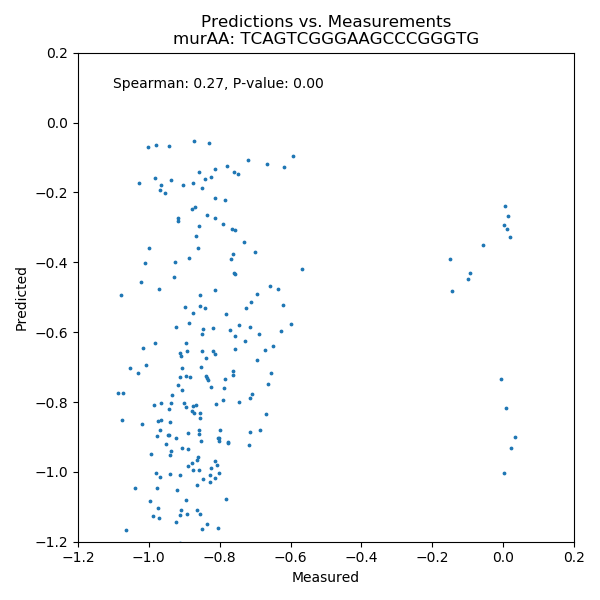 Predictions vs. Measurements
murAA: TCAGTCGGGAAGCCCGGGTG
Spearman: 0.27, P-value: 0.00
0.2
0.0
−0.2
−0.4
−0.6
−0.8
−1.0
−1.2
Predicted
−1.2 −1.0 −0.8 −0.6 −0.4 −0.2 0.0 0.2
Measured